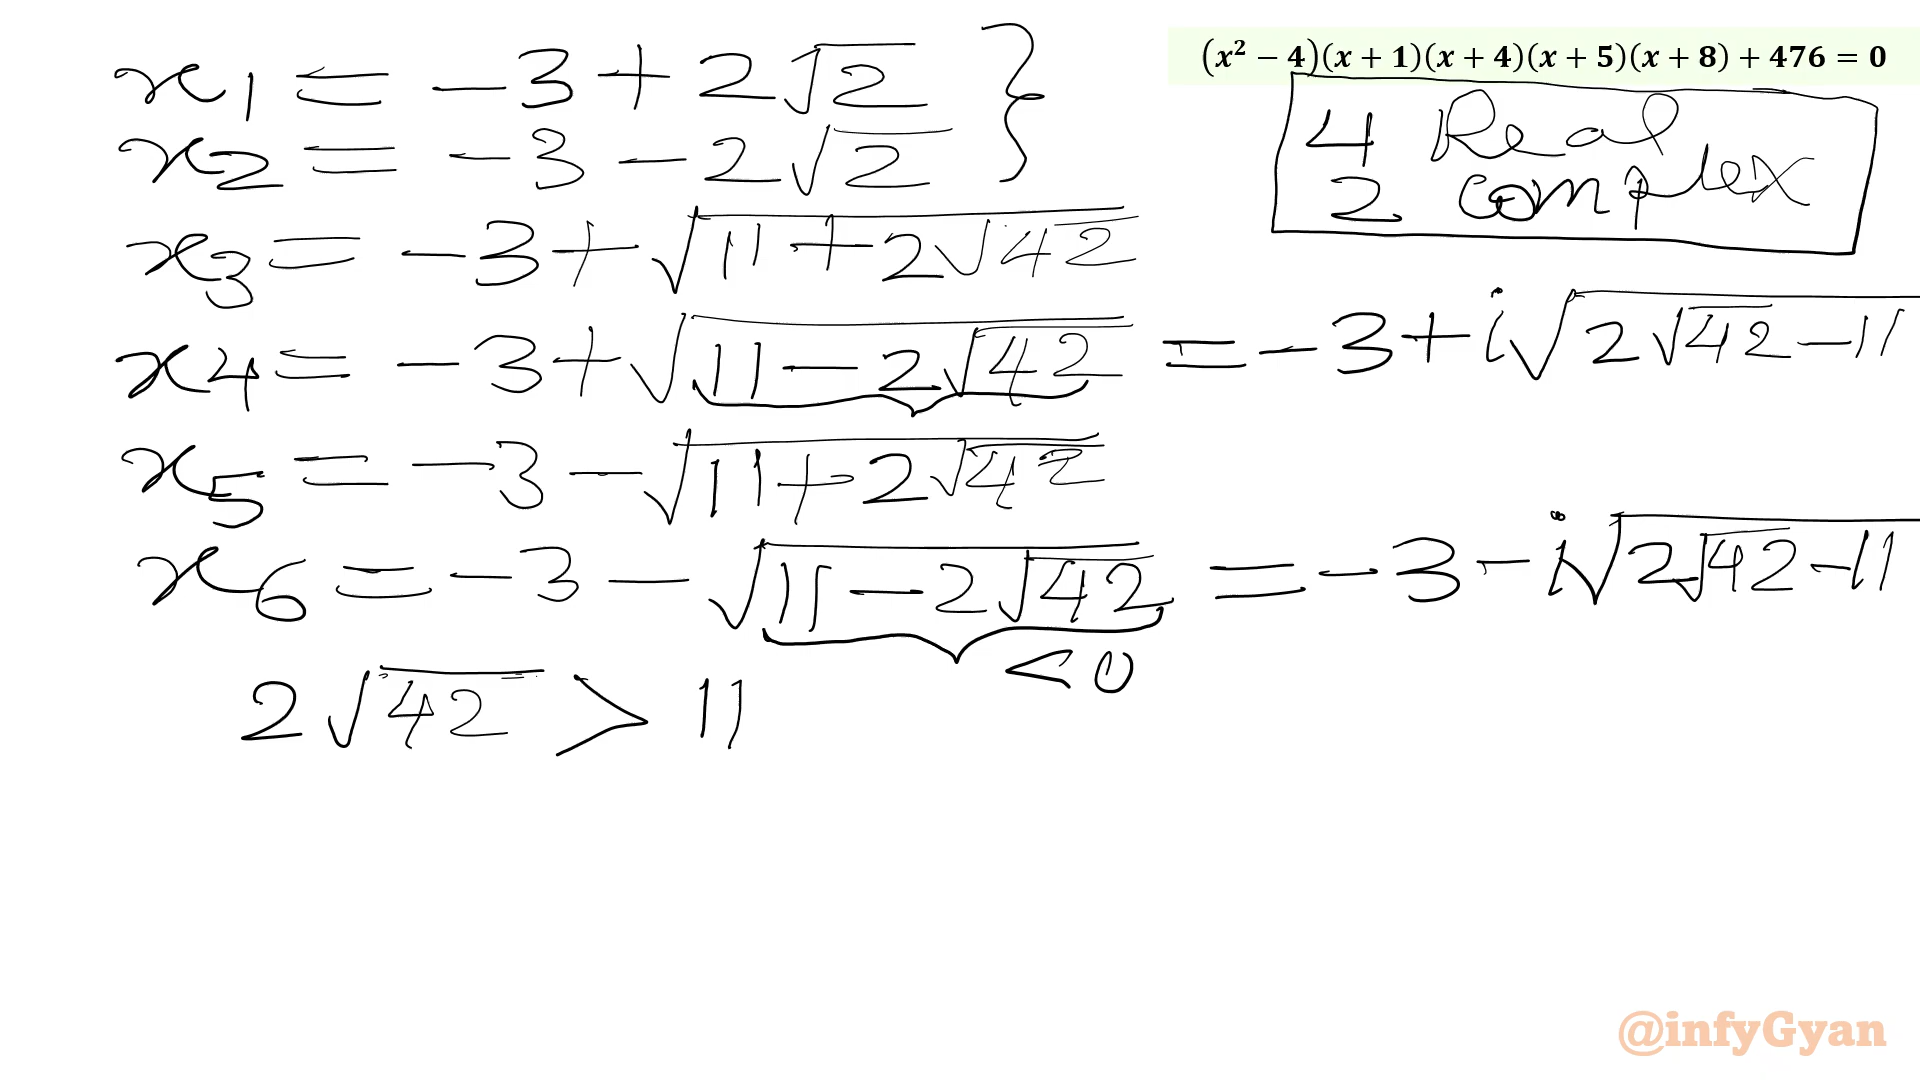 (x² − 4)(x + 1)(x + 4)(x + 5)(x + 8) + 476 = 0
4 Real
2 complex
x₁ = −3 + 2√2
x₂ = −3 − 2√2 }
x₃ = −3 + √(11 + 2√42)
x₄ = −3 + √(11 − 2√42) = −3 + i√(2√42 − 11)
x₅ = −3 − √(11 + 2√42)
x₆ = −3 − √(11 − 2√42) = −3 − i√(2√42 − 11)
< 0
2√42 > 11
@infyGyan